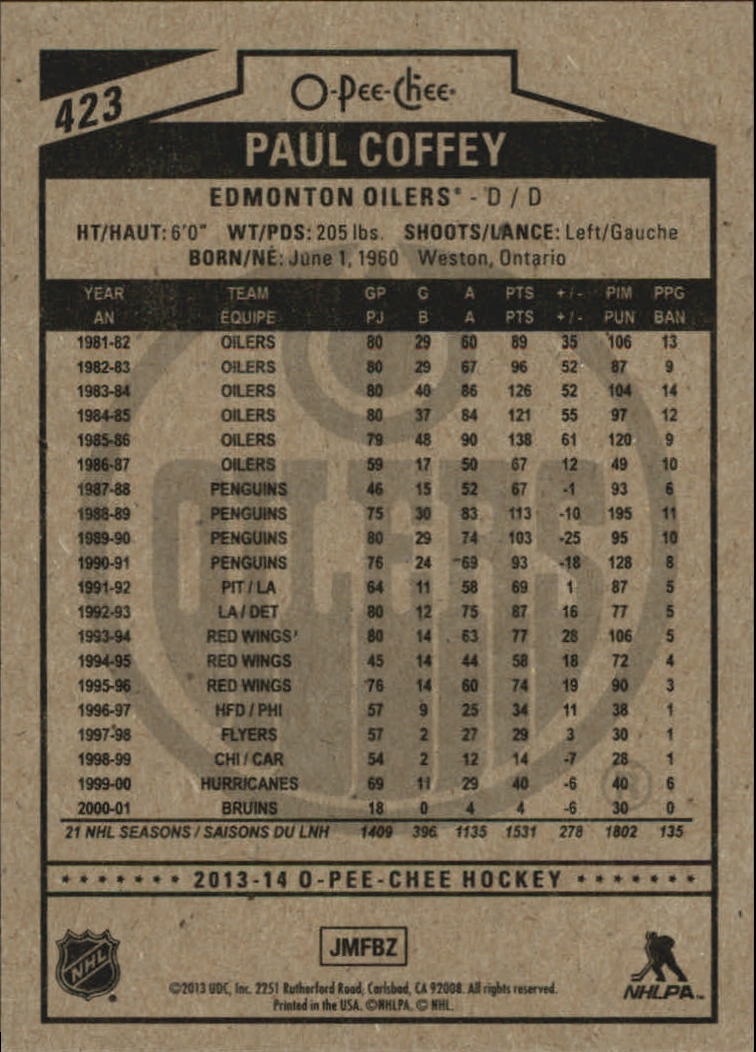 423
O-Pee-Chee
PAUL COFFEY
EDMONTON OILERS® - D / D
HT/HAUT: 6'0" WT/PDS: 205 lbs. SHOOTS/LANCE: Left/Gauche
BORN/NÉ: June 1, 1960 Weston, Ontario
YEAR TEAM GP G A PTS +/- PIM PPG
AN ÉQUIPE PJ B A PTS +/- PUN BAN
1981-82 OILERS 80 29 60 89 35 106 13
1982-83 OILERS 80 29 67 96 52 87 9
1983-84 OILERS 80 40 86 126 52 104 14
1984-85 OILERS 80 37 84 121 55 97 12
1985-86 OILERS 79 48 90 138 61 120 9
1986-87 OILERS 59 17 50 67 12 49 10
1987-88 PENGUINS 46 15 52 67 -1 93 6
1988-89 PENGUINS 75 30 83 113 -10 195 11
1989-90 PENGUINS 80 29 74 103 -25 95 10
1990-91 PENGUINS 76 24 69 93 -18 128 8
1991-92 PIT / LA 64 11 58 69 1 87 5
1992-93 LA / DET 80 12 75 87 16 77 5
1993-94 RED WINGS 80 14 63 77 28 106 5
1994-95 RED WINGS 45 14 44 58 18 72 4
1995-96 RED WINGS 76 14 60 74 19 90 3
1996-97 HFD / PHI 57 9 25 34 11 38 1
1997-98 FLYERS 57 2 27 29 3 30 1
1998-99 CHI / CAR 54 2 12 14 -7 28 1
1999-00 HURRICANES 69 11 29 40 -6 40 6
2000-01 BRUINS 18 0 4 4 -6 30 0
21 NHL SEASONS / SAISONS DU LNH 1409 396 1135 1531 278 1802 135
2013-14 O-PEE-CHEE HOCKEY
JMFBZ
NHL
©2013 UDC, Inc. 2251 Rutherford Road, Carlsbad, CA 92008. All rights reserved.
Printed in the USA. ©NHLPA. © NHL.
NHLPA™
OILERS
®